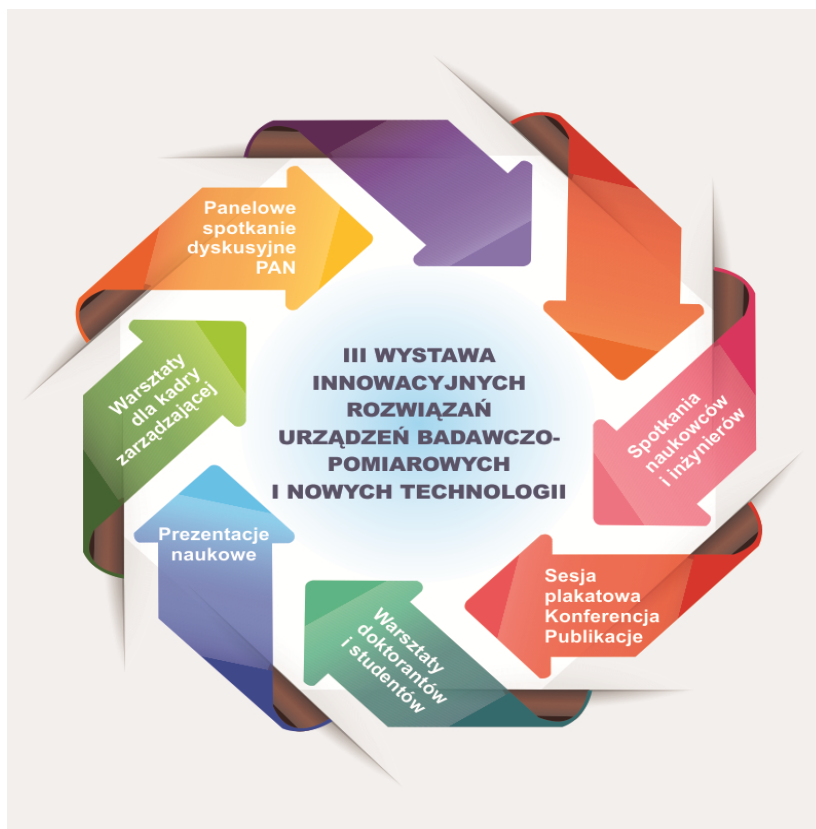 III WYSTAWA
INNOWACYJNYCH
ROZWIĄZAŃ
URZĄDZEŃ BADAWCZO-
POMIAROWYCH
I NOWYCH TECHNOLOGII
Panelowe
spotkanie
dyskusyjne
PAN
Spotkania
naukowców
i inżynierów
Sesja
plakatowa
Konferencja
Publikacje
Warsztaty
doktorantów
i studentów
Prezentacje
naukowe
Warsztaty
dla kadry
zarządzającej